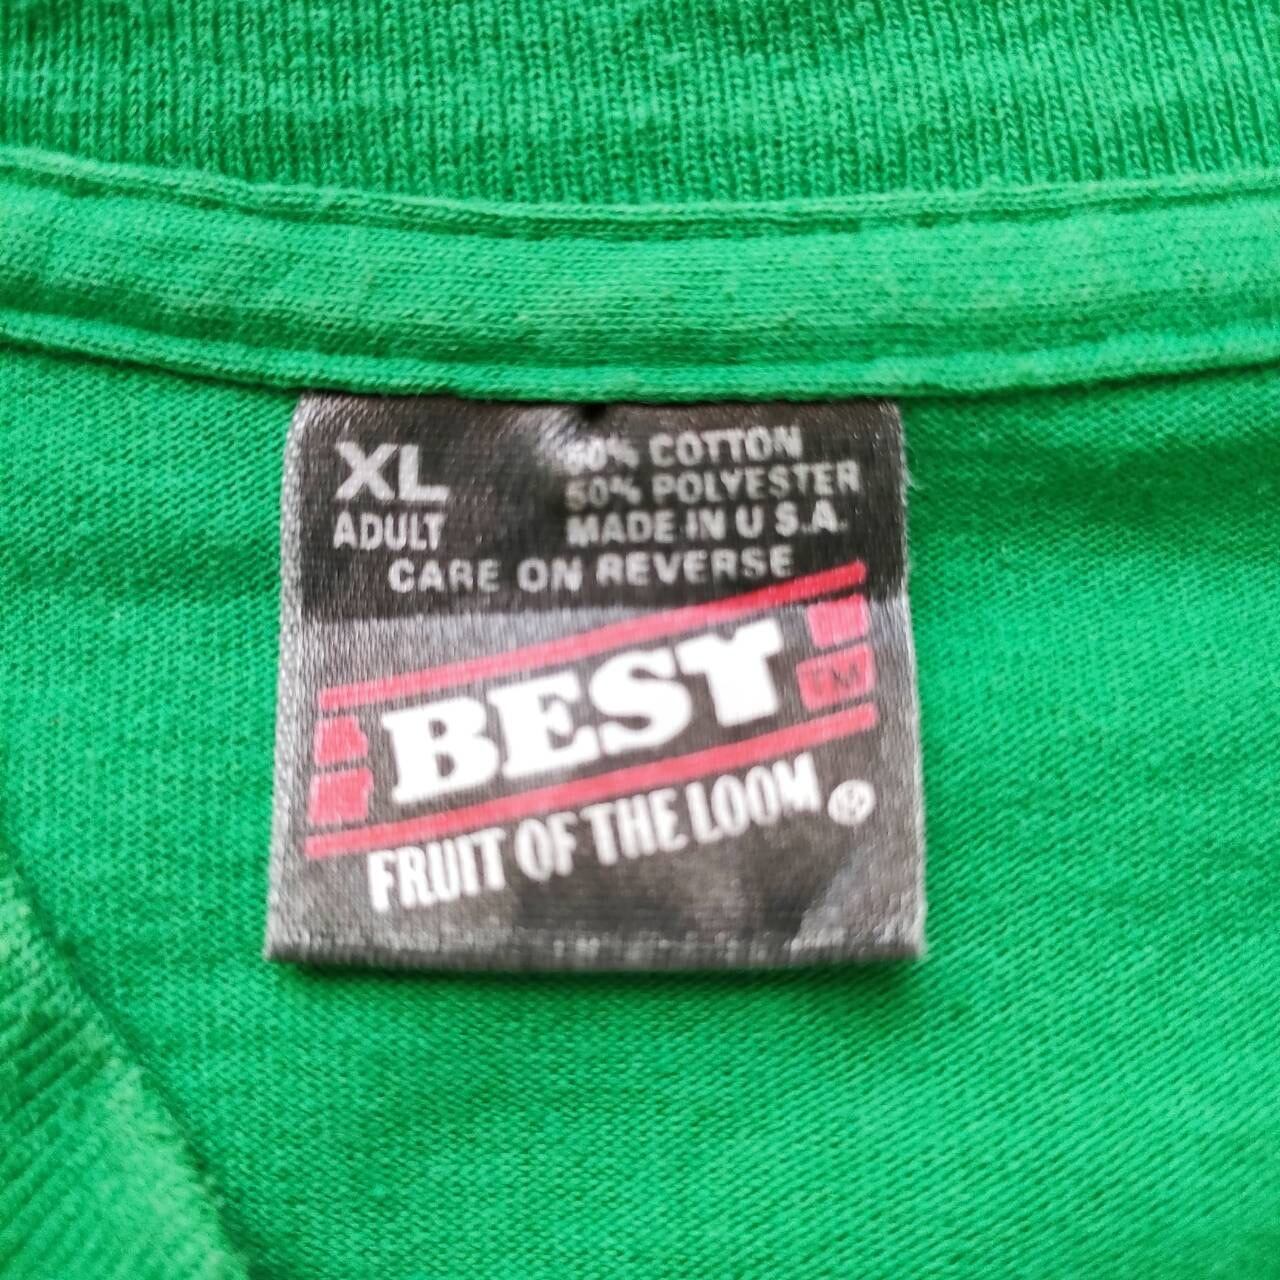 XL
ADULT
50% COTTON
50% POLYESTER
MADE IN U.S.A.
CARE ON REVERSE
BEST
TM
FRUIT OF THE LOOM ®